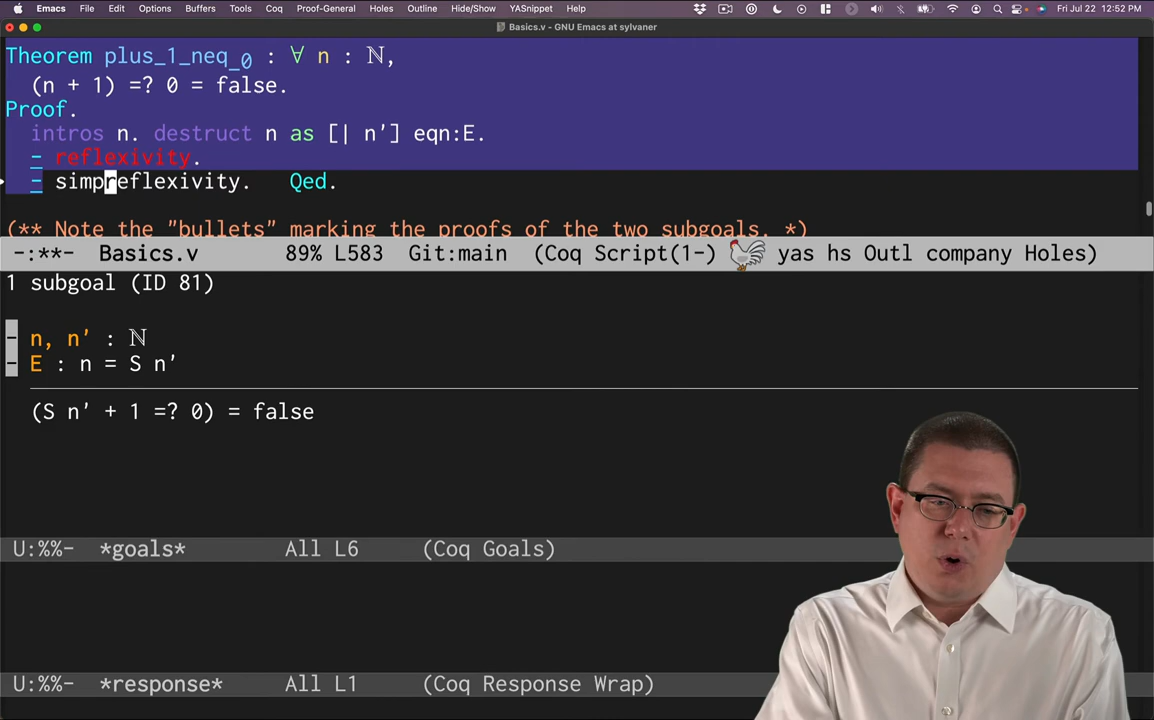 Emacs File Edit Options Buffers Tools Coq Proof-General Holes Outline Hide/Show YASnippet Help Fri Jul 22 12:52 PM
Basics.v - GNU Emacs at sylvaner
Theorem plus_1_neq_0 : ∀ n : ℕ,
(n + 1) =? 0 = false.
Proof.
intros n. destruct n as [| n'] eqn:E.
- reflexivity.
- simpreflexivity. Qed.
(** Note the "bullets" marking the proofs of the two subgoals. *)
-:**- Basics.v 89% L583 Git:main (Coq Script(1-) yas hs Outl company Holes)
1 subgoal (ID 81)
- n, n' : ℕ
- E : n = S n'
(S n' + 1 =? 0) = false
U:%%- *goals* All L6 (Coq Goals)
U:%%- *response* All L1 (Coq Response Wrap)